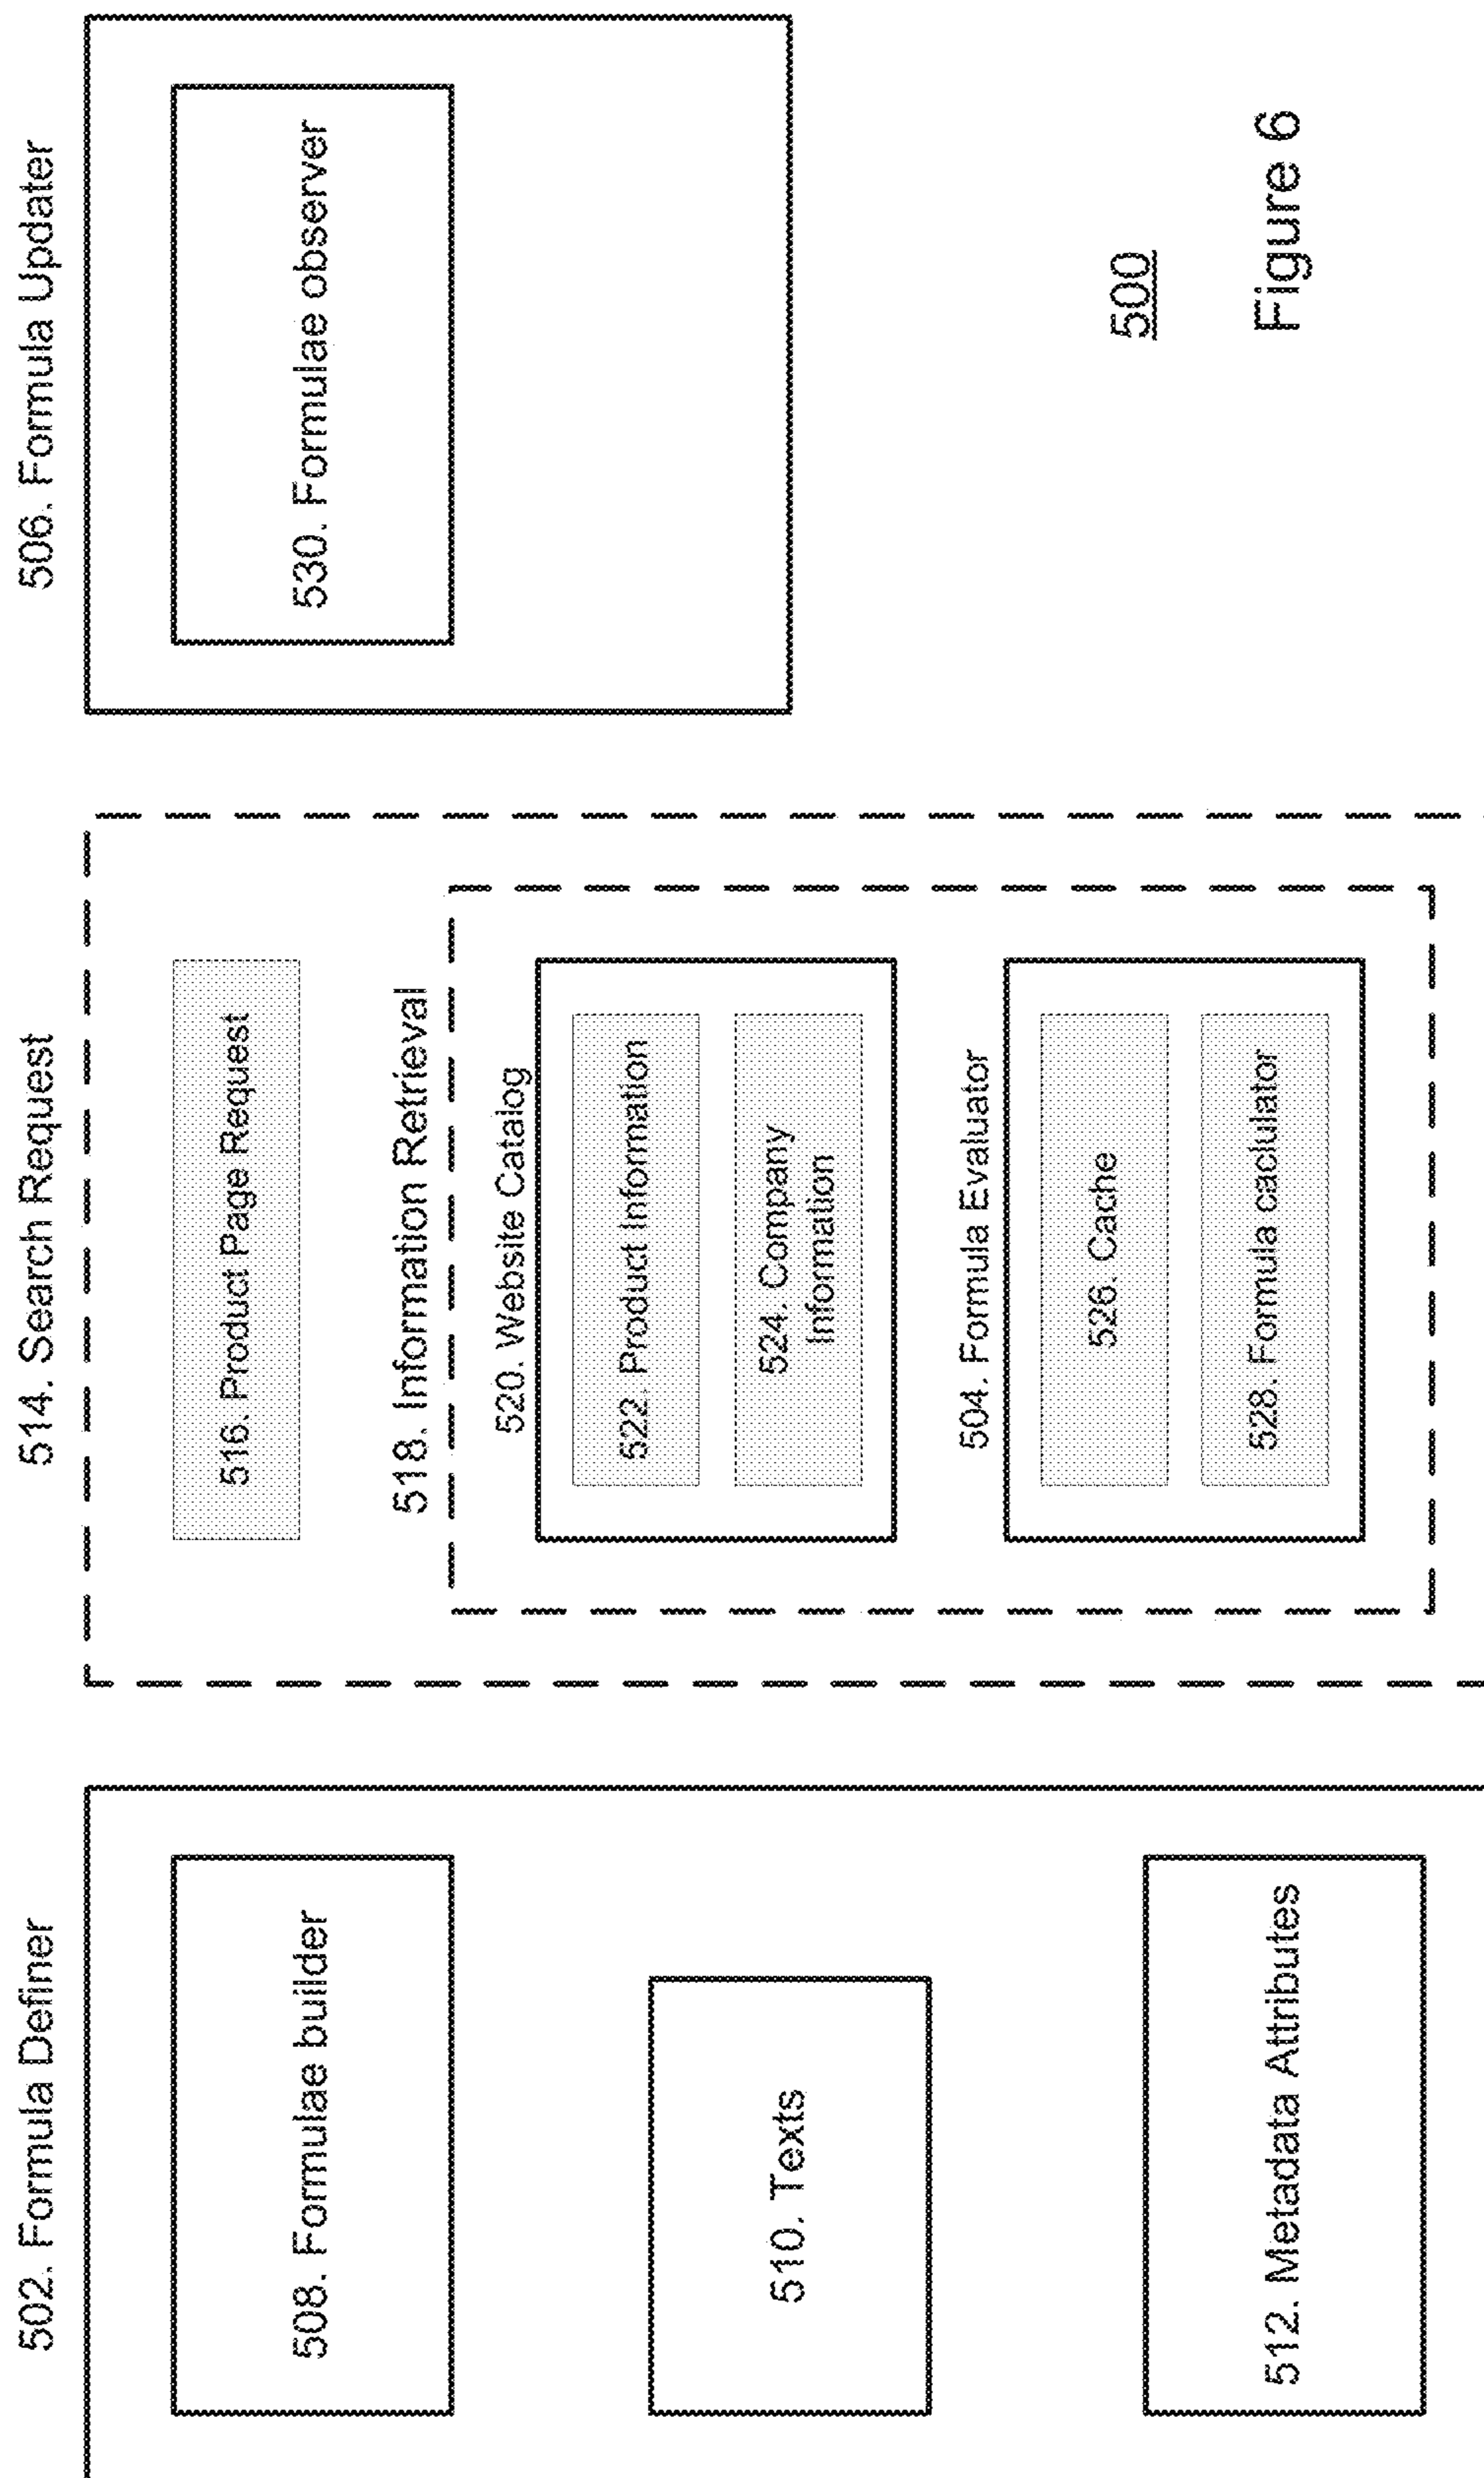 502. Formula Definer
508. Formulae builder
510. Texts
512. Metadata Attributes
514. Search Request
516. Product Page Request
518. Information Retrieval
520. Website Catalog
522. Product Information
524. Company
Information
504. Formula Evaluator
526. Cache
528. Formula caclulator
506. Formula Updater
530. Formulae observer
500
Figure 6